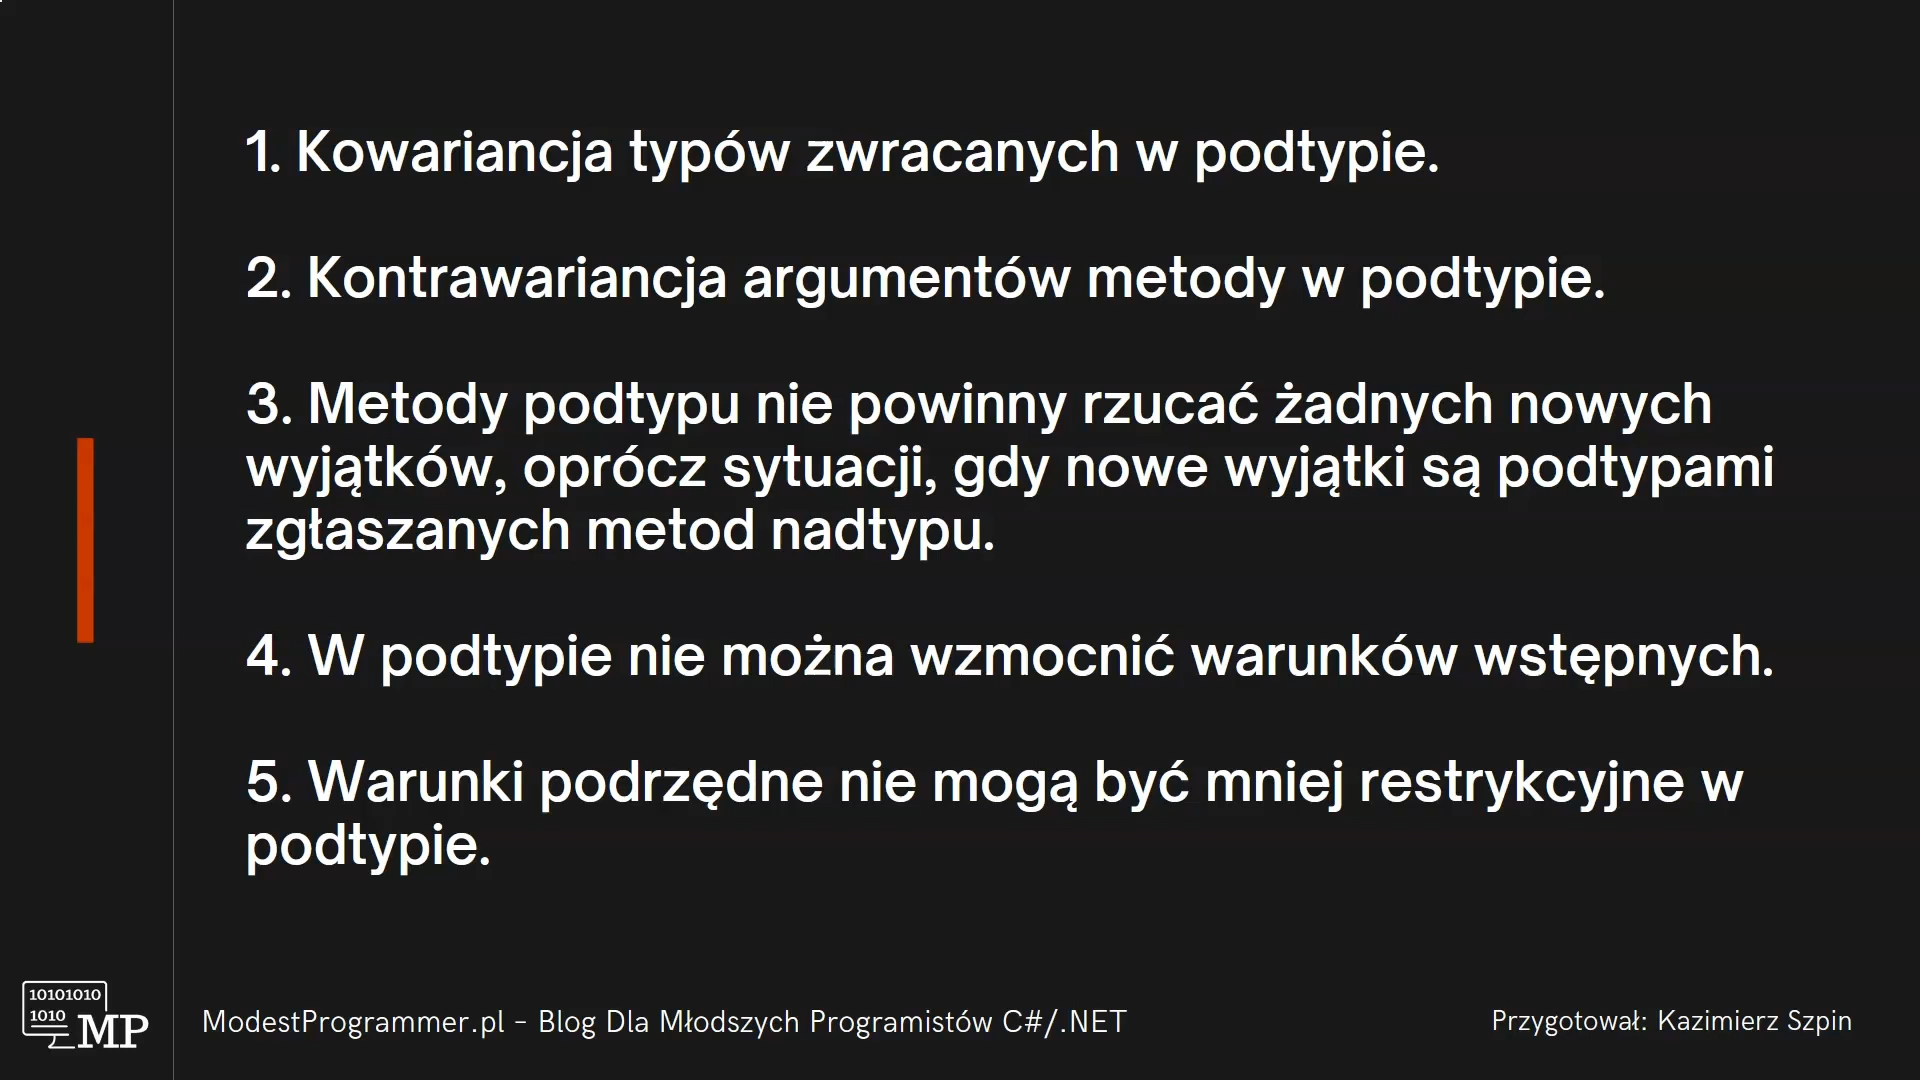 1. Kowariancja typów zwracanych w podtypie.
2. Kontrawariancja argumentów metody w podtypie.
3. Metody podtypu nie powinny rzucać żadnych nowych
wyjątków, oprócz sytuacji, gdy nowe wyjątki są podtypami
zgłaszanych metod nadtypu.
4. W podtypie nie można wzmocnić warunków wstępnych.
5. Warunki podrzędne nie mogą być mniej restrykcyjne w
podtypie.
10101010
1010
MP
ModestProgrammer.pl – Blog Dla Młodszych Programistów C#/.NET
Przygotował: Kazimierz Szpin